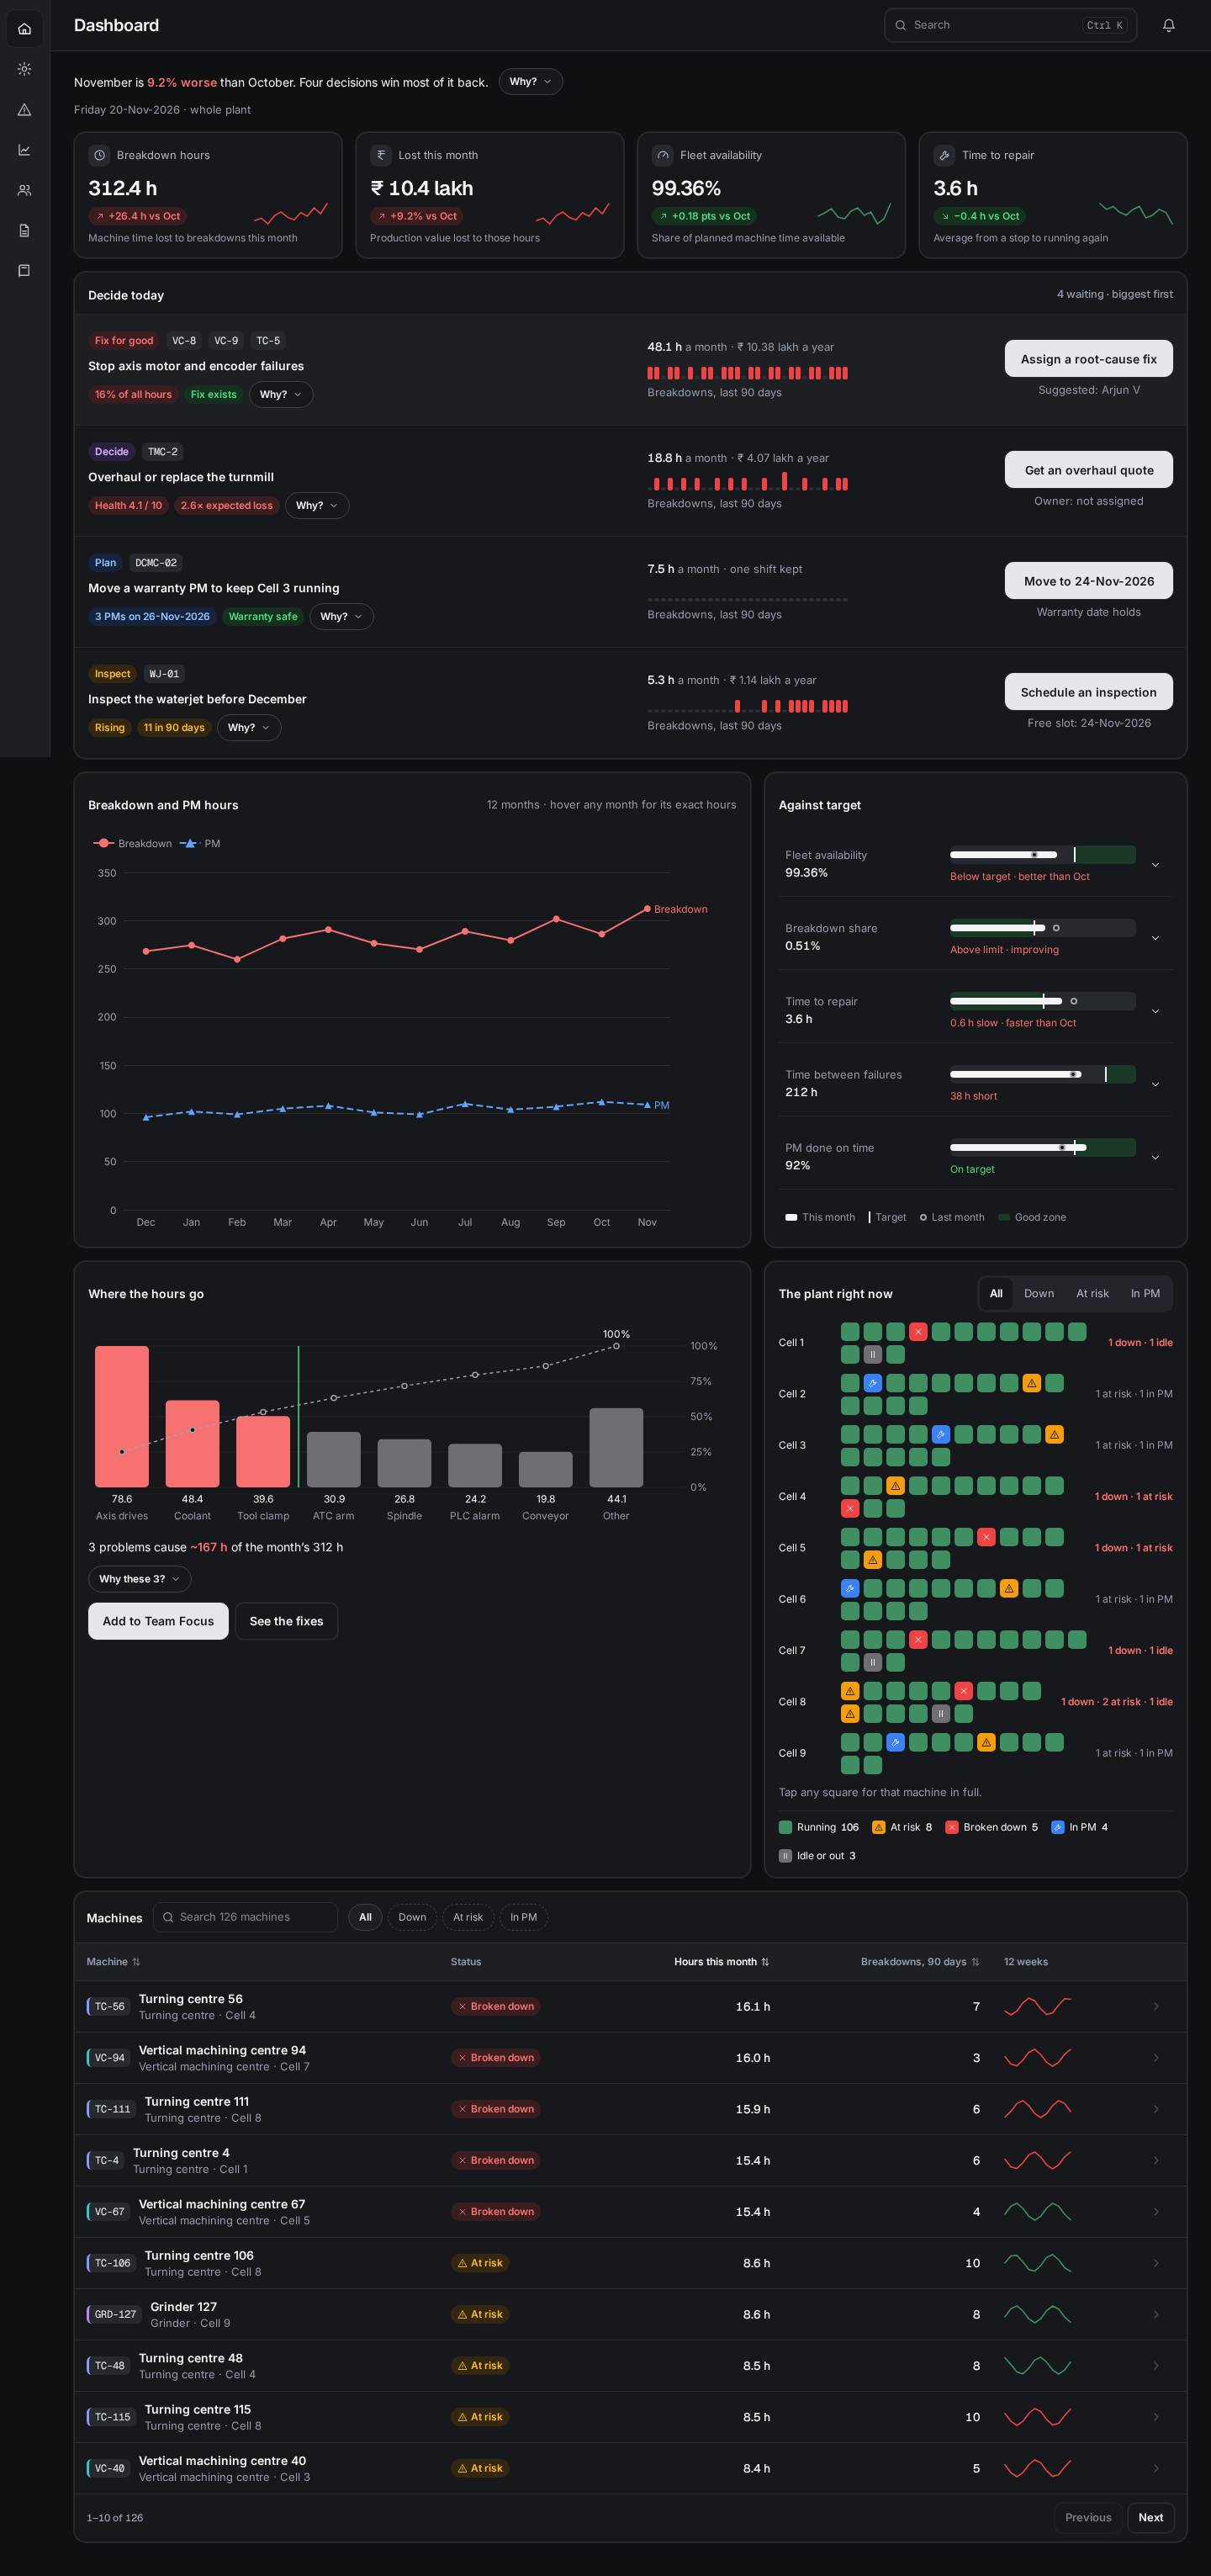 Dashboard
Search Ctrl K
November is 9.2% worse than October. Four decisions win most of it back. Why?
Friday 20-Nov-2026 · whole plant
Breakdown hours
312.4 h
+26.4 h vs Oct
Machine time lost to breakdowns this month
Lost this month
₹ 10.4 lakh
+9.2% vs Oct
Production value lost to those hours
Fleet availability
99.36%
+0.18 pts vs Oct
Share of planned machine time available
Time to repair
3.6 h
−0.4 h vs Oct
Average from a stop to running again
Decide today
4 waiting · biggest first
Fix for good VC-8 VC-9 TC-5
Stop axis motor and encoder failures
16% of all hours Fix exists Why?
48.1 h a month · ₹ 10.38 lakh a year
Breakdowns, last 90 days
Assign a root-cause fix
Suggested: Arjun V
Decide TMC-2
Overhaul or replace the turnmill
Health 4.1 / 10 2.6× expected loss Why?
18.8 h a month · ₹ 4.07 lakh a year
Breakdowns, last 90 days
Get an overhaul quote
Owner: not assigned
Plan DCMC-02
Move a warranty PM to keep Cell 3 running
3 PMs on 26-Nov-2026 Warranty safe Why?
7.5 h a month · one shift kept
Breakdowns, last 90 days
Move to 24-Nov-2026
Warranty date holds
Inspect WJ-01
Inspect the waterjet before December
Rising 11 in 90 days Why?
5.3 h a month · ₹ 1.14 lakh a year
Breakdowns, last 90 days
Schedule an inspection
Free slot: 24-Nov-2026
Breakdown and PM hours
12 months · hover any month for its exact hours
Breakdown PM
350
300
250
200
150
100
50
0
Breakdown
PM
Dec Jan Feb Mar Apr May Jun Jul Aug Sep Oct Nov
Against target
Fleet availability
99.36%
Below target · better than Oct
Breakdown share
0.51%
Above limit · improving
Time to repair
3.6 h
0.6 h slow · faster than Oct
Time between failures
212 h
38 h short
PM done on time
92%
On target
This month Target Last month Good zone
Where the hours go
100%
100%
75%
50%
25%
0%
78.6 48.4 39.6 30.9 26.8 24.2 19.8 44.1
Axis drives Coolant Tool clamp ATC arm Spindle PLC alarm Conveyor Other
3 problems cause ~167 h of the month’s 312 h
Why these 3?
Add to Team Focus See the fixes
The plant right now
All Down At risk In PM
Cell 1 1 down · 1 idle
Cell 2 1 at risk · 1 in PM
Cell 3 1 at risk · 1 in PM
Cell 4 1 down · 1 at risk
Cell 5 1 down · 1 at risk
Cell 6 1 at risk · 1 in PM
Cell 7 1 down · 1 idle
Cell 8 1 down · 2 at risk · 1 idle
Cell 9 1 at risk · 1 in PM
Tap any square for that machine in full.
Running 106 At risk 8 Broken down 5 In PM 4
Idle or out 3
Machines Search 126 machines All Down At risk In PM
Machine Status Hours this month Breakdowns, 90 days 12 weeks
TC-56 Turning centre 56 Broken down 16.1 h 7
Turning centre · Cell 4
VC-94 Vertical machining centre 94 Broken down 16.0 h 3
Vertical machining centre · Cell 7
TC-111 Turning centre 111 Broken down 15.9 h 6
Turning centre · Cell 8
TC-4 Turning centre 4 Broken down 15.4 h 6
Turning centre · Cell 1
VC-67 Vertical machining centre 67 Broken down 15.4 h 4
Vertical machining centre · Cell 5
TC-106 Turning centre 106 At risk 8.6 h 10
Turning centre · Cell 8
GRD-127 Grinder 127 At risk 8.6 h 8
Grinder · Cell 9
TC-48 Turning centre 48 At risk 8.5 h 8
Turning centre · Cell 4
TC-115 Turning centre 115 At risk 8.5 h 10
Turning centre · Cell 8
VC-40 Vertical machining centre 40 At risk 8.4 h 5
Vertical machining centre · Cell 3
1–10 of 126 Previous Next